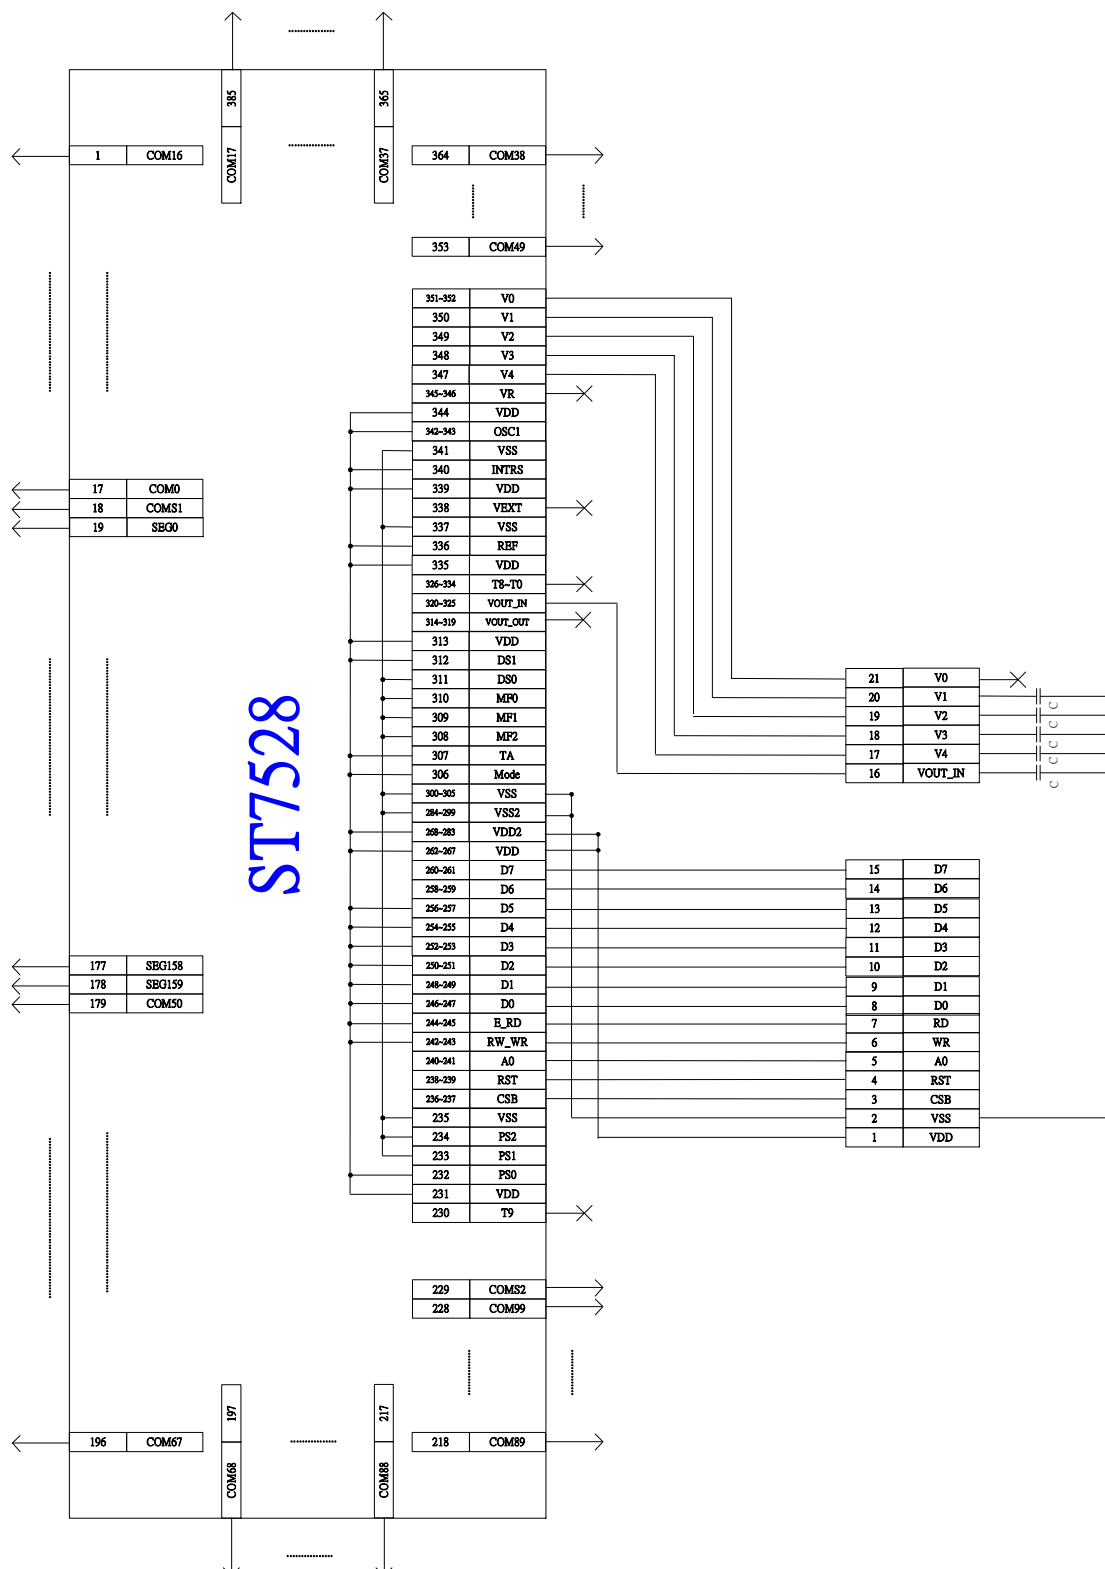 385
365
COM17
COM37
1 COM16
364 COM38
353 COM49
351~352 V0
350 V1
349 V2
348 V3
347 V4
345~346 VR
344 VDD
342~343 OSC1
341 VSS
340 INTRS
339 VDD
338 VEXT
337 VSS
336 REF
335 VDD
326~334 T8~T0
320~325 VOUT_IN
314~319 VOUT_OUT
313 VDD
312 DS1
311 DS0
310 MF0
309 MF1
308 MF2
307 TA
306 Mode
300~305 VSS
284~299 VSS2
268~283 VDD2
262~267 VDD
260~261 D7
258~259 D6
256~257 D5
254~255 D4
252~253 D3
250~251 D2
248~249 D1
246~247 D0
244~245 E_RD
242~243 RW_WR
240~241 A0
238~239 RST
236~237 CSB
235 VSS
234 PS2
233 PS1
232 PS0
231 VDD
230 T9
229 COMS2
228 COM99
218 COM89
17 COM0
18 COMS1
19 SEG0
ST7528
177 SEG158
178 SEG159
179 COM50
196 COM67
197
217
COM68
COM88
21 V0
20 V1
C
19 V2
C
18 V3
C
17 V4
C
16 VOUT_IN
C
15 D7
14 D6
13 D5
12 D4
11 D3
10 D2
9 D1
8 D0
7 RD
6 WR
5 A0
4 RST
3 CSB
2 VSS
1 VDD